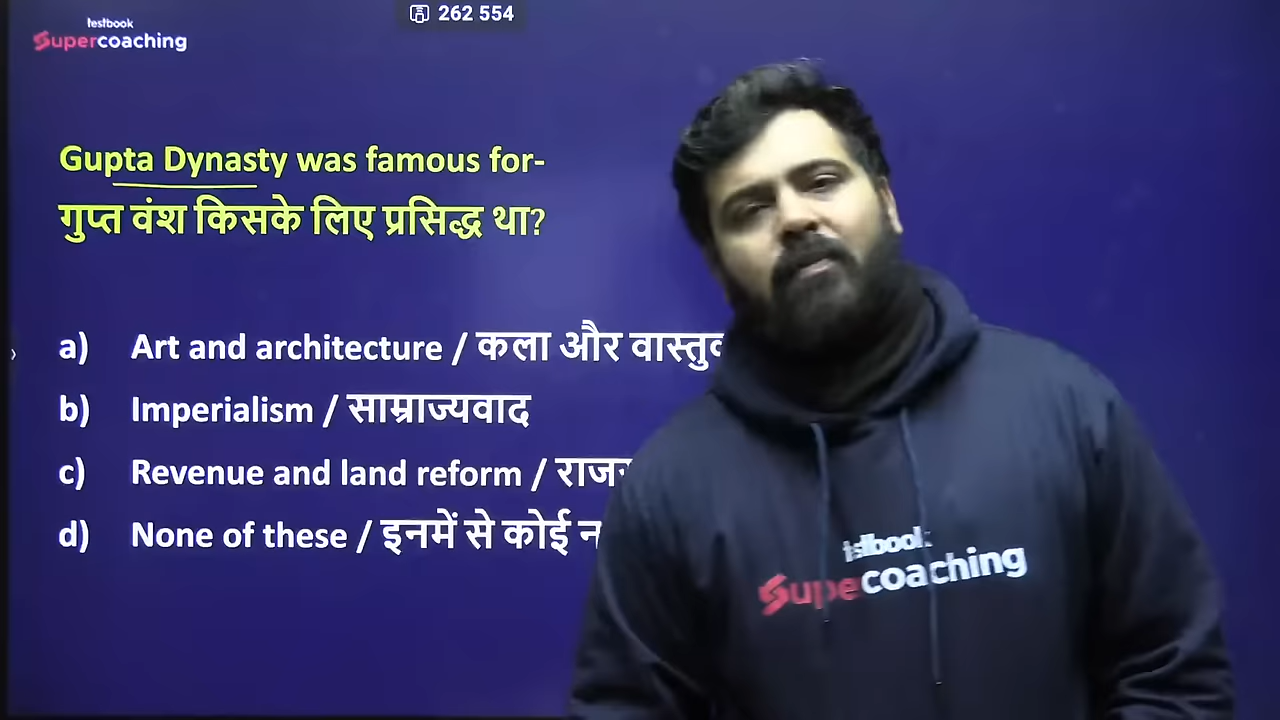 testbook
Supercoaching
262 554
Gupta Dynasty was famous for-
गुप्त वंश किसके लिए प्रसिद्ध था?
a) Art and architecture / कला और
b) Imperialism / साम्राज्यवाद
c) Revenue and land reform /
d) None of these / इनमें से कोई
testbook
Supercoaching